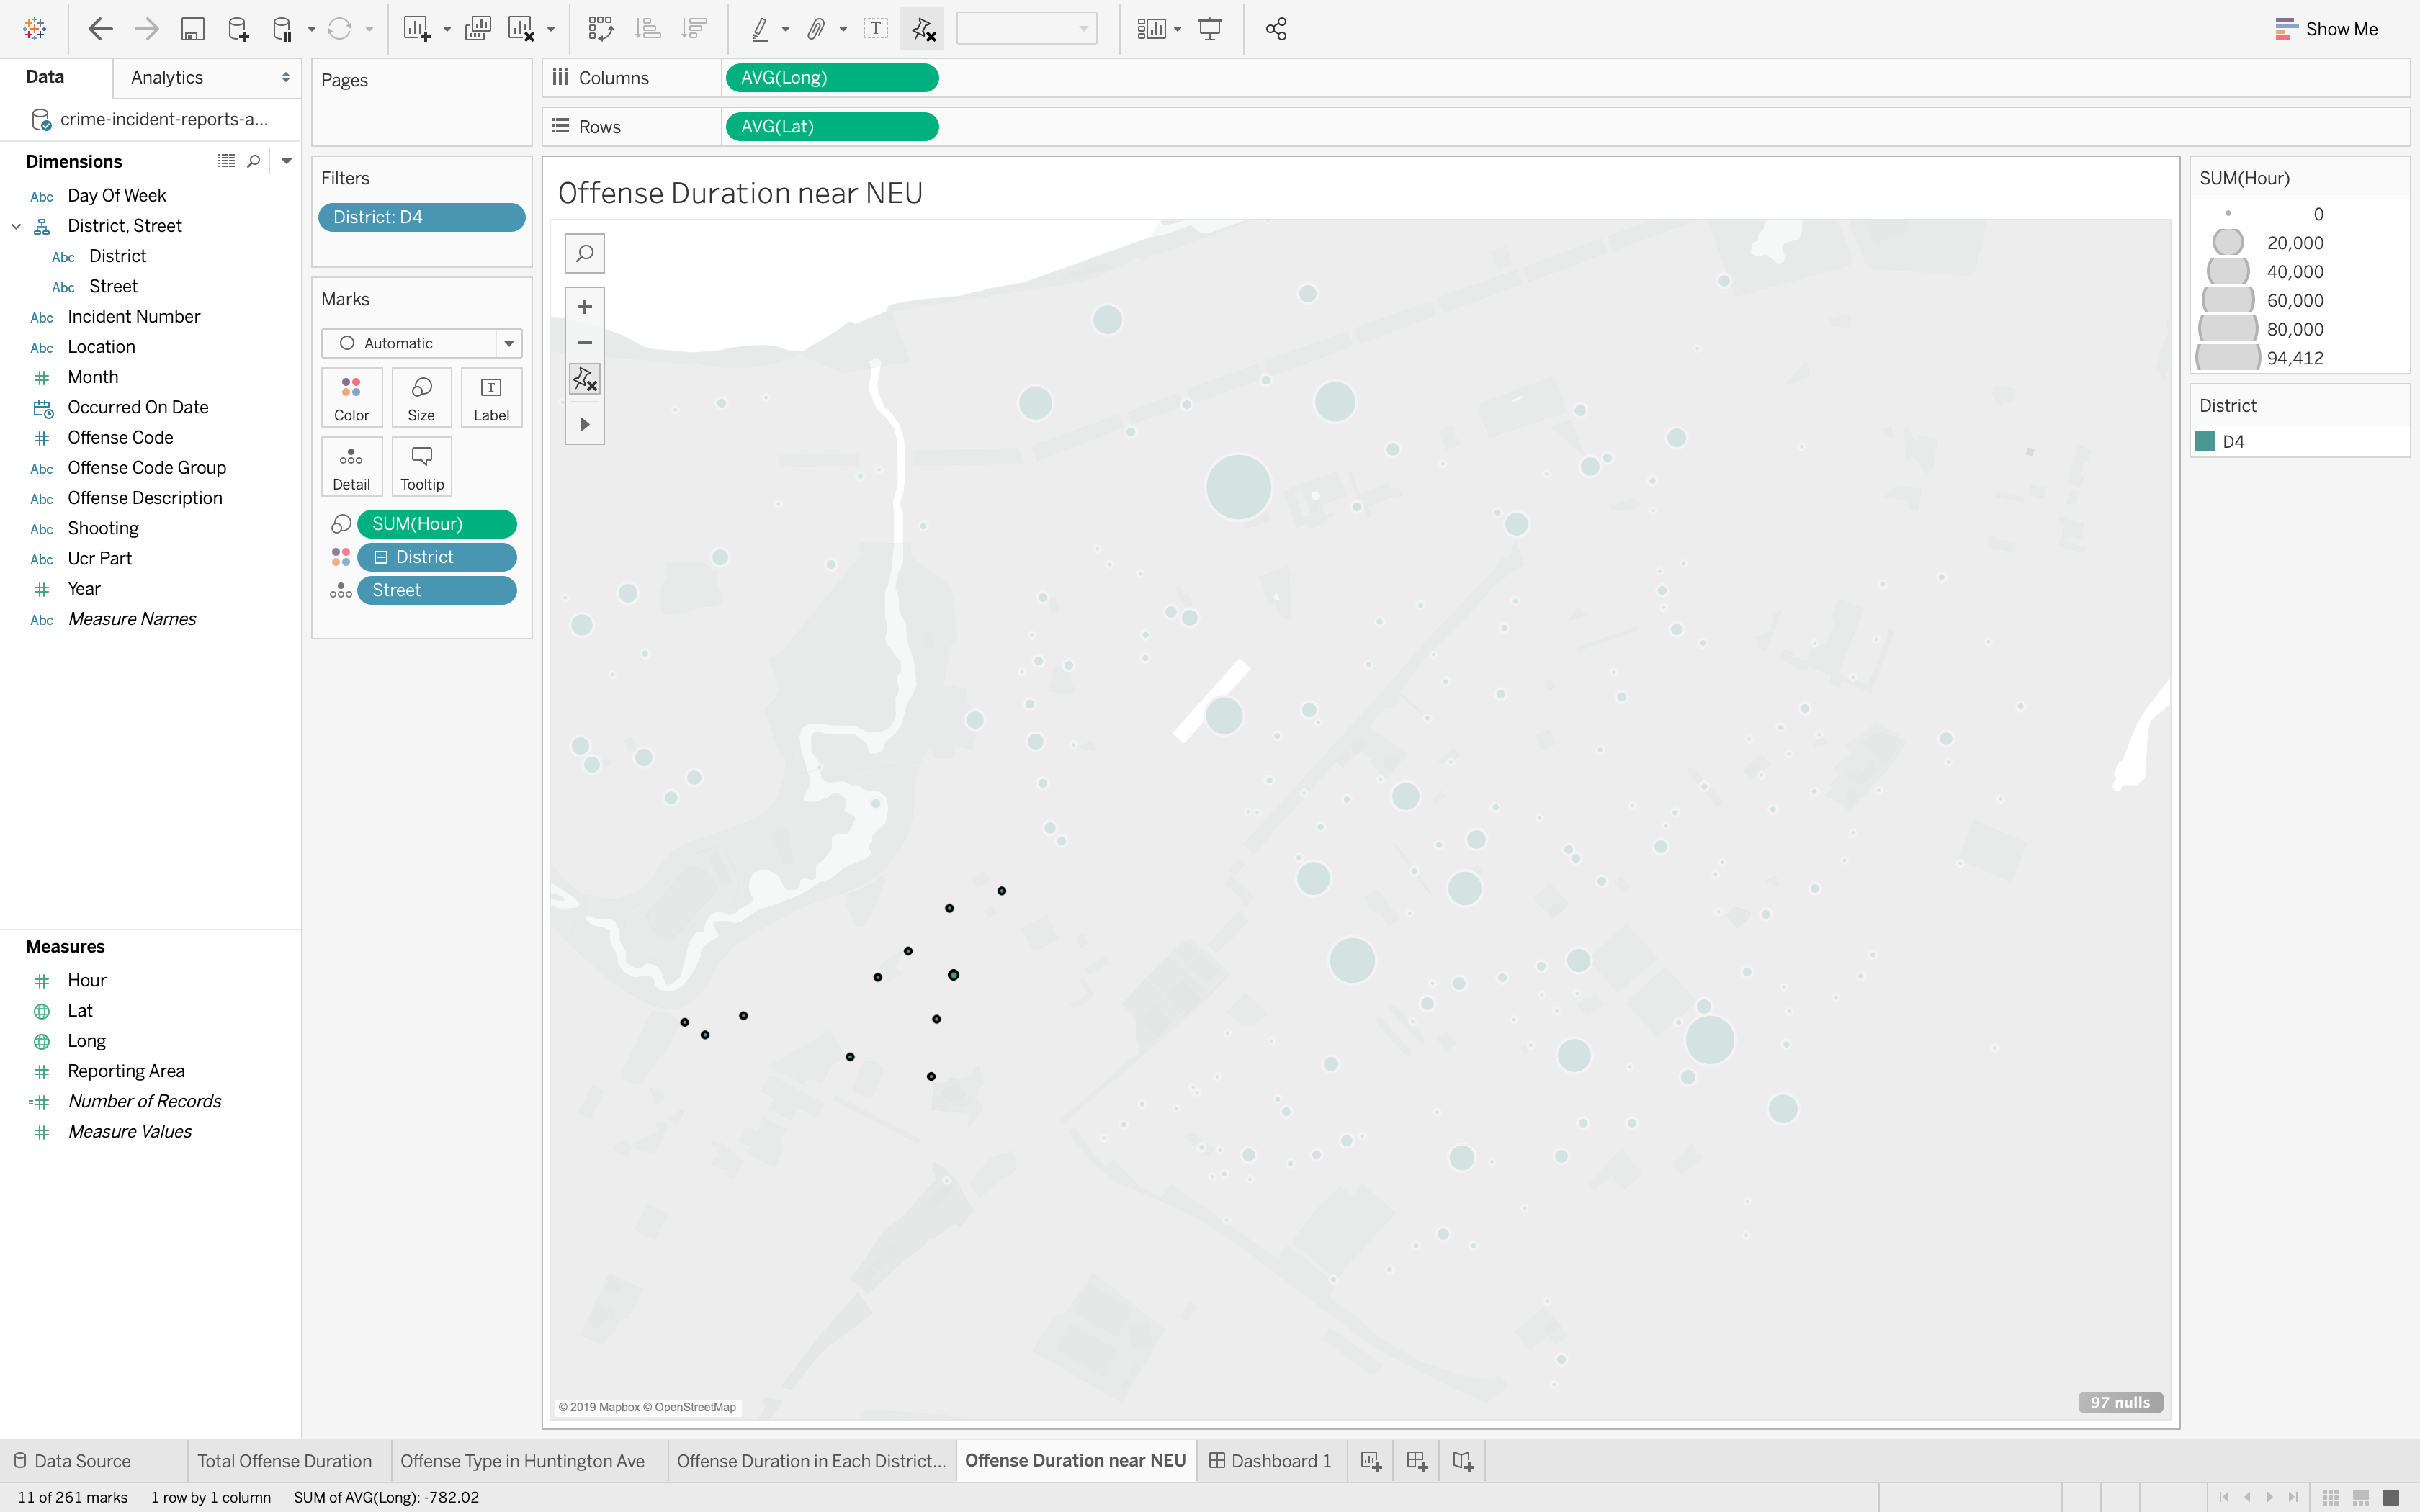 Show Me
Data
Analytics
crime-incident-reports-a...
Dimensions
Abc Day Of Week
District, Street
Abc District
Abc Street
Abc Incident Number
Abc Location
Month
Occurred On Date
Offense Code
Abc Offense Code Group
Abc Offense Description
Abc Shooting
Abc Ucr Part
Year
Abc Measure Names
Measures
Hour
Lat
Long
Reporting Area
Number of Records
Measure Values
Pages
Filters
District: D4
Marks
Automatic
Color Size Label
Detail Tooltip
SUM(Hour)
District
Street
Columns AVG(Long)
Rows AVG(Lat)
Offense Duration near NEU
© 2019 Mapbox © OpenStreetMap
97 nulls
SUM(Hour)
0
20,000
40,000
60,000
80,000
94,412
District
D4
Data Source Total Offense Duration Offense Type in Huntington Ave Offense Duration in Each District... Offense Duration near NEU Dashboard 1
11 of 261 marks 1 row by 1 column SUM of AVG(Long): -782.02